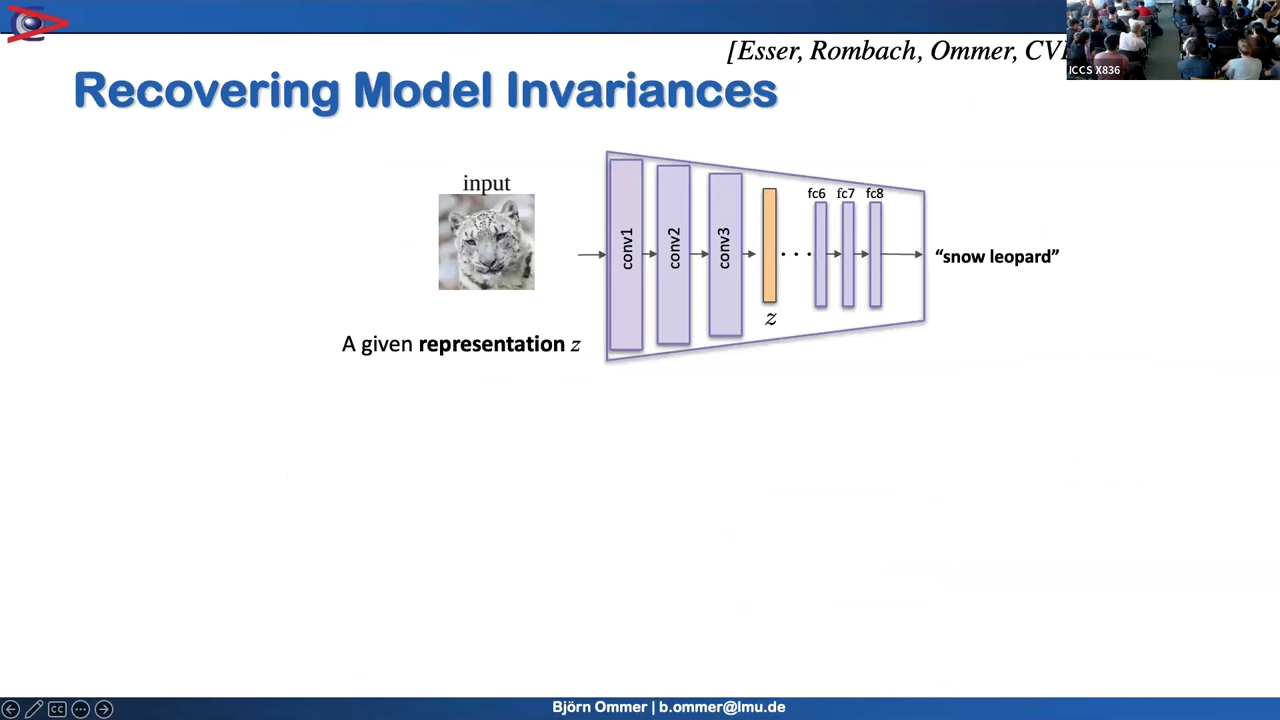 [Esser, Rombach, Ommer,
ICCS X836
Recovering Model Invariances
input
conv1
conv2
conv3
z
. . .
fc6 fc7 fc8
"snow leopard"
A given representation z
CC
Björn Ommer | b.ommer@lmu.de